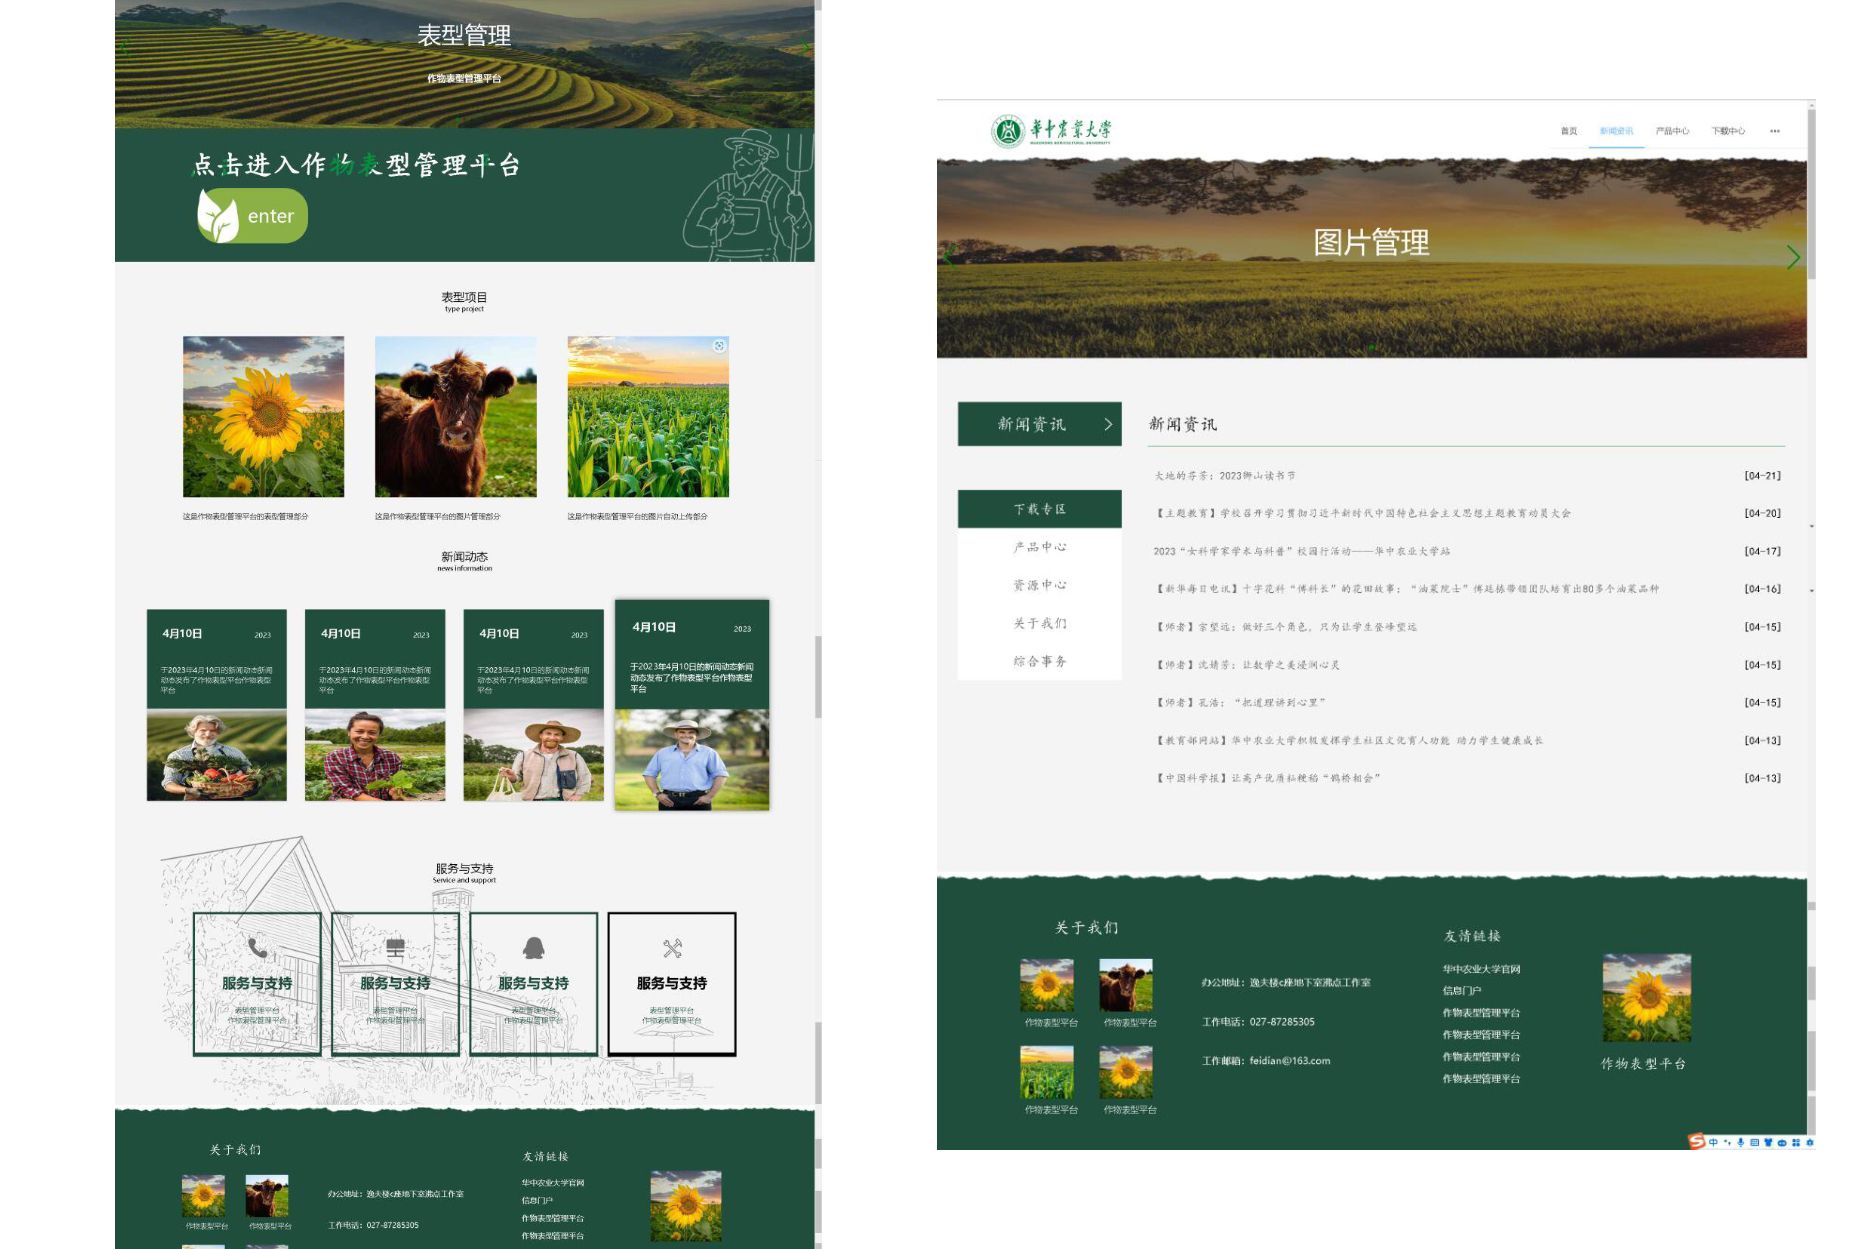 表型管理
作物表型管理平台
点击进入作物表型管理平台
enter
表型项目
type project
这是作物表型管理平台的表型管理部分
这是作物表型管理平台的图片管理部分
这是作物表型管理平台的图片自动上传部分
新闻动态
news information
4月10日 2023
于2023年4月10日的新闻动态新闻
动态发布了作物表型平台作物表型
平台
4月10日 2023
于2023年4月10日的新闻动态新闻
动态发布了作物表型平台作物表型
平台
4月10日 2023
于2023年4月10日的新闻动态新闻
动态发布了作物表型平台作物表型
平台
4月10日 2023
于2023年4月10日的新闻动态新闻
动态发布了作物表型平台作物表型
平台
服务与支持
Service and support
服务与支持
表型管理平台
作物表型管理平台
服务与支持
表型管理平台
作物表型管理平台
服务与支持
表型管理平台
作物表型管理平台
服务与支持
表型管理平台
作物表型管理平台
关于我们
作物表型平台 作物表型平台
办公地址：逸夫楼c座地下室沸点工作室
工作电话：027-87285305
友情链接
华中农业大学官网
信息门户
作物表型管理平台
作物表型管理平台
華中農業大學
HUAZHONG AGRICULTURAL UNIVERSITY
首页 新闻资讯 产品中心 下载中心 ···
图片管理
新闻资讯
下载专区
产品中心
资源中心
关于我们
综合事务
新闻资讯
大地的芬芳：2023狮山读书节 [04-21]
【主题教育】学校召开学习贯彻习近平新时代中国特色社会主义思想主题教育动员大会 [04-20]
2023“女科学家学术与科普”校园行活动——华中农业大学站 [04-17]
【新华每日电讯】十字花科“傅科长”的花田故事：“油菜院士”傅廷栋带领团队培育出80多个油菜品种 [04-16]
【师者】宗望远：做好三个角色，只为让学生登峰望远 [04-15]
【师者】沈婧芳：让数学之美浸润心灵 [04-15]
【师者】孔浩：“把道理讲到心里” [04-15]
【教育部网站】华中农业大学积极发挥学生社区文化育人功能 助力学生健康成长 [04-13]
【中国科学报】让高产优质籼粳稻“鹊桥相会” [04-13]
关于我们
作物表型平台 作物表型平台
作物表型平台 作物表型平台
办公地址：逸夫楼c座地下室沸点工作室
工作电话：027-87285305
工作邮箱：feidian@163.com
友情链接
华中农业大学官网
信息门户
作物表型管理平台
作物表型管理平台
作物表型管理平台
作物表型管理平台
作物表型平台
中